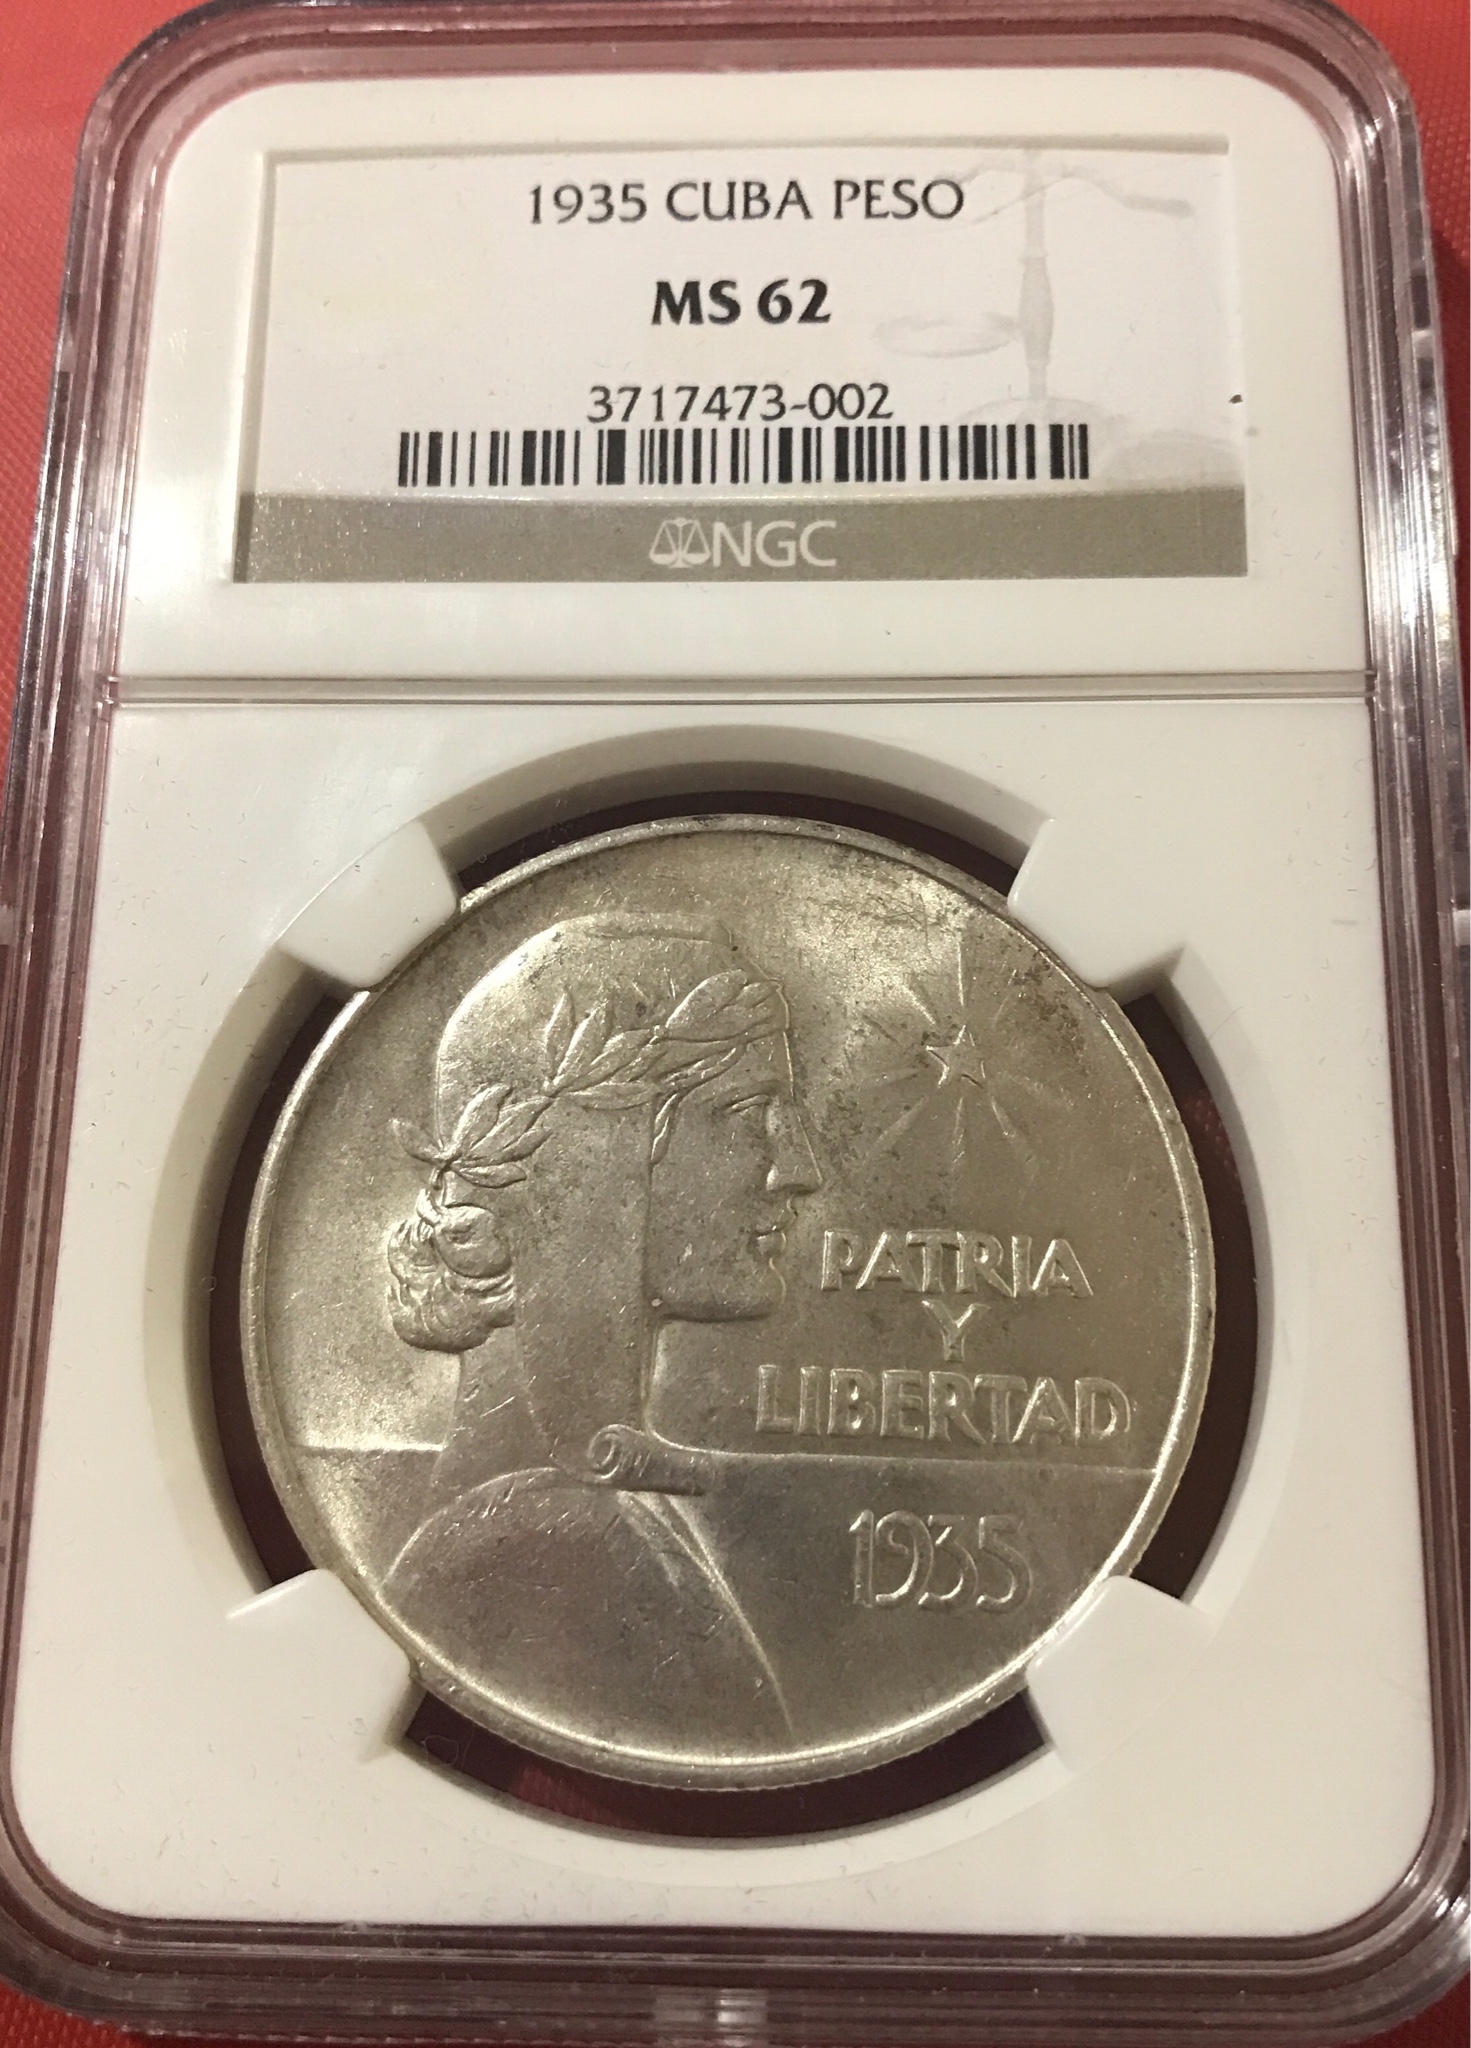 1935 CUBA PESO
MS 62
3717473-002
NGC
PATRIA
Y
LIBERTAD
1935